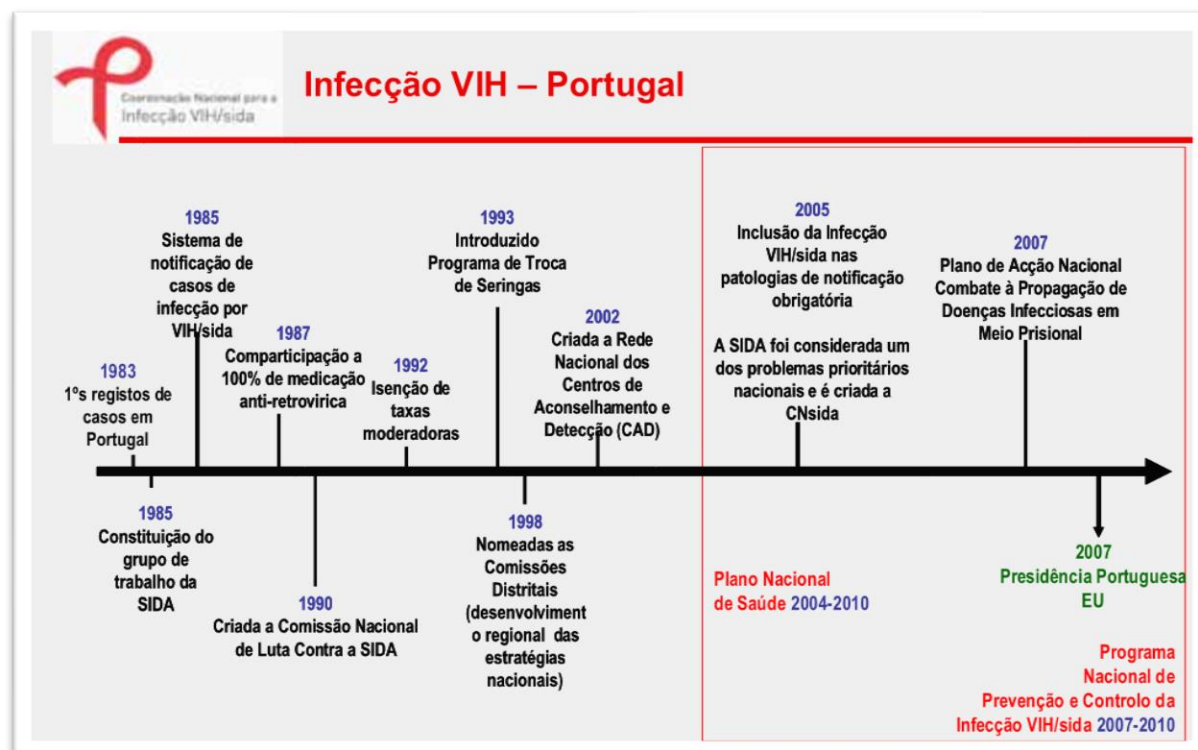 Coordenação Nacional para a
Infecção VIH/sida
Infecção VIH – Portugal
1983
1ºs registos de
casos em
Portugal
1985
Sistema de
notificação de
casos de
infecção por
VIH/sida
1987
Comparticipação a
100% de medicação
anti-retrovirica
1992
Isenção de
taxas
moderadoras
1993
Introduzido
Programa de Troca
de Seringas
2002
Criada a Rede
Nacional dos
Centros de
Aconselhamento e
Detecção (CAD)
2005
Inclusão da Infecção
VIH/sida nas
patologias de notificação
obrigatória
A SIDA foi considerada um
dos problemas prioritários
nacionais e é criada a
CNsida
2007
Plano de Acção Nacional
Combate à Propagação de
Doenças Infecciosas em
Meio Prisional
1985
Constituição do
grupo de
trabalho da
SIDA
1990
Criada a Comissão Nacional
de Luta Contra a SIDA
1998
Nomeadas as
Comissões
Distritais
(desenvolviment
o regional das
estratégias
nacionais)
Plano Nacional
de Saúde 2004-2010
2007
Presidência Portuguesa
EU
Programa
Nacional de
Prevenção e Controlo da
Infecção VIH/sida 2007-2010